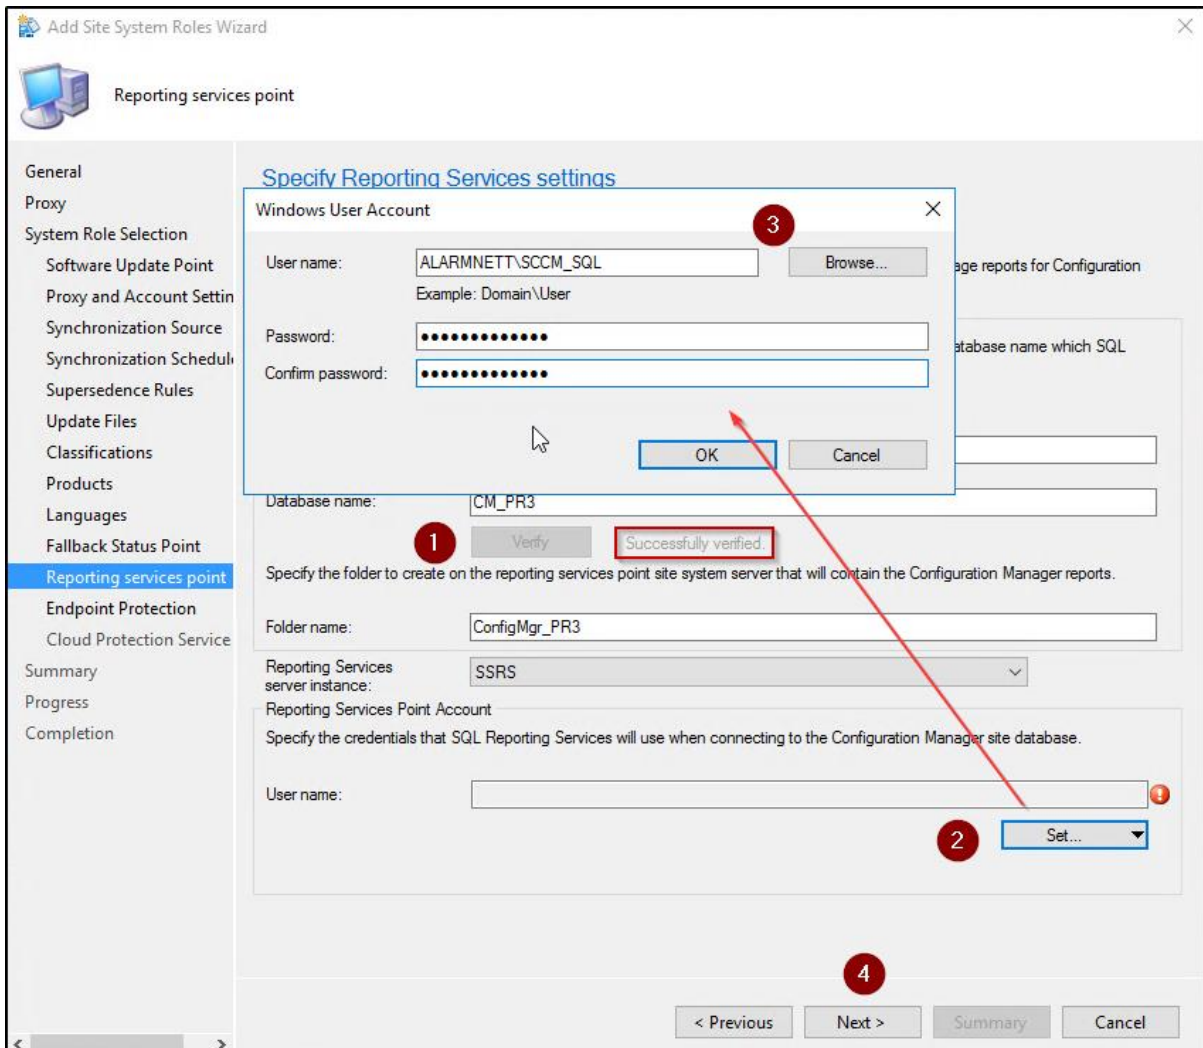 Add Site System Roles Wizard
Reporting services point
General
Proxy
System Role Selection
Software Update Point
Proxy and Account Settin
Synchronization Source
Synchronization Schedul
Supersedence Rules
Update Files
Classifications
Products
Languages
Fallback Status Point
Reporting services point
Endpoint Protection
Cloud Protection Service
Summary
Progress
Completion
Specify Reporting Services settings
Windows User Account
3
User name:
ALARMNETT\SCCM_SQL
Browse...
Example: Domain\User
age reports for Configuration
Password:
●●●●●●●●●●●●●
atabase name which SQL
Confirm password:
●●●●●●●●●●●●●
OK
Cancel
Database name:
CM_PR3
1
Verify
Successfully verified.
Specify the folder to create on the reporting services point site system server that will contain the Configuration Manager reports.
Folder name:
ConfigMgr_PR3
Reporting Services
server instance:
SSRS
Reporting Services Point Account
Specify the credentials that SQL Reporting Services will use when connecting to the Configuration Manager site database.
User name:
2
Set...
4
< Previous
Next >
Summary
Cancel